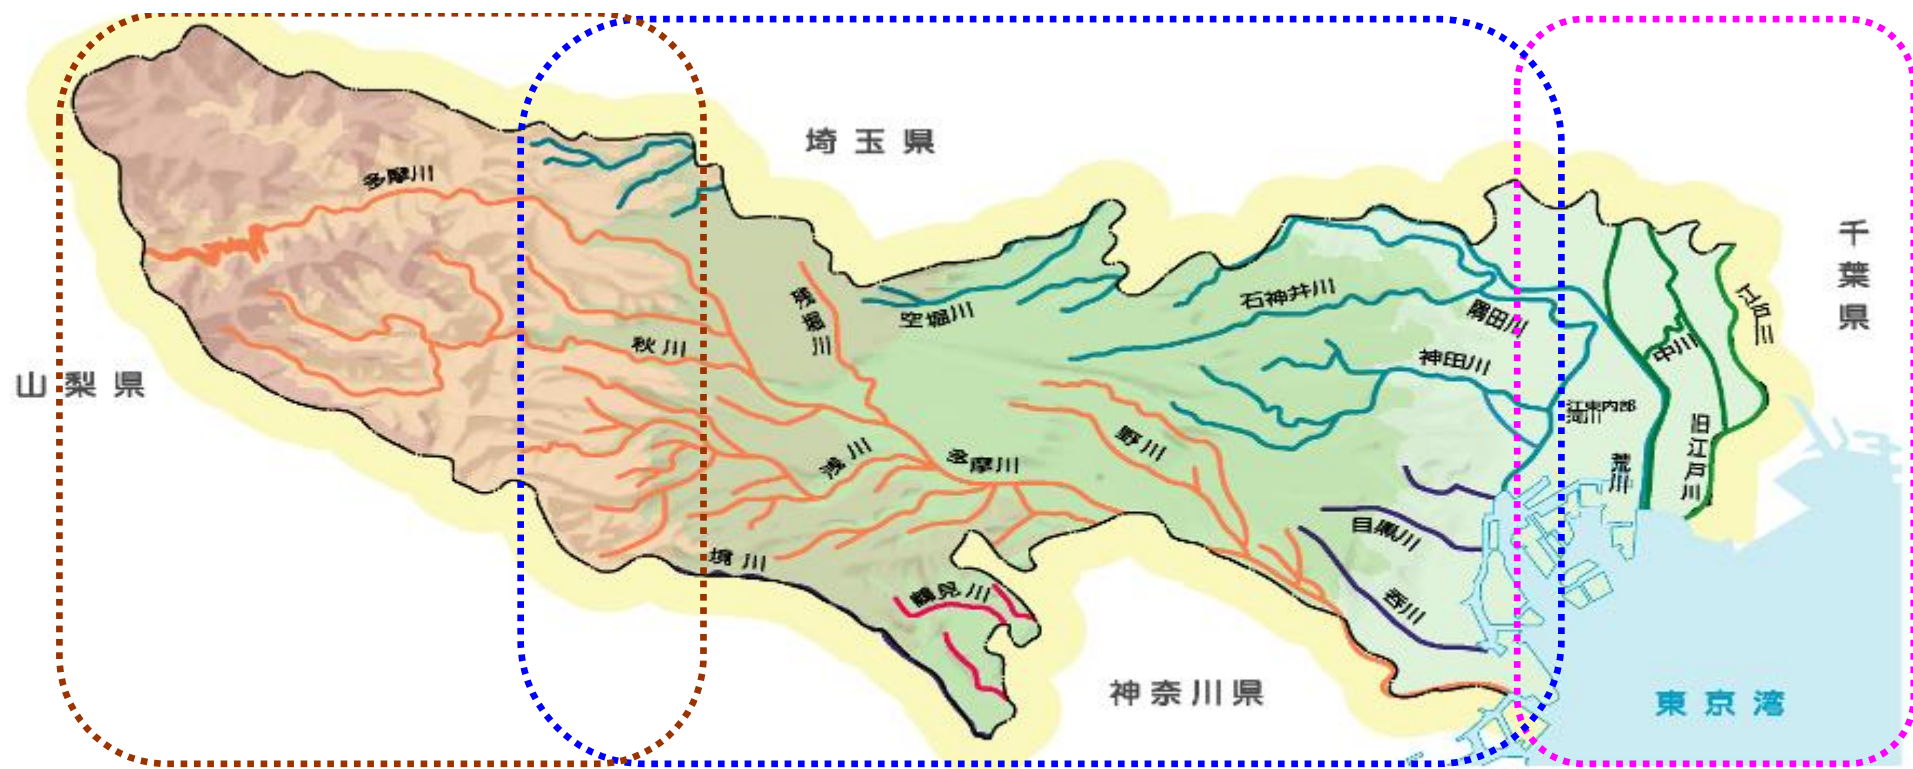 埼玉県
千葉県
山梨県
神奈川県
東京湾
多摩川
秋川
残堀川
空堀川
石神井川
隅田川
神田川
中川
江戸川
旧江戸川
江東内部
河川
荒川
浅川
多摩川
野川
境川
鶴見川
目黒川
呑川